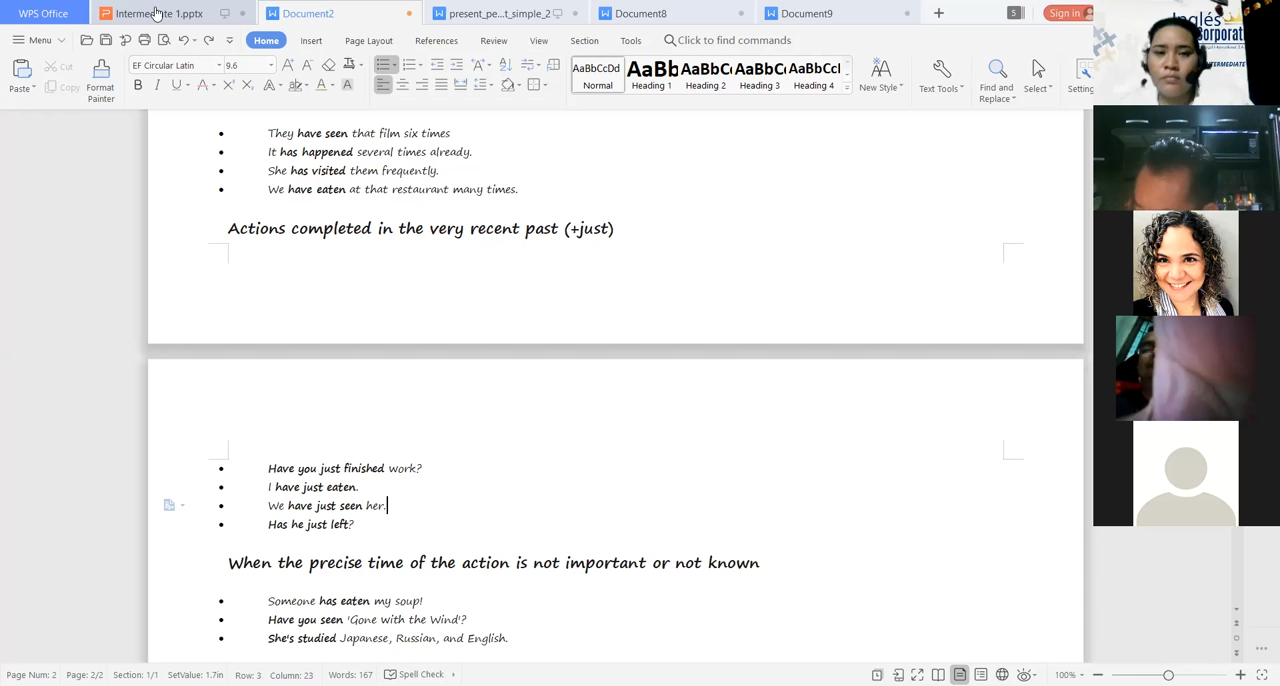 WPS Office
Intermediate 1.pptx
Document2
present_pe...t_simple_2
Document8
Document9
5
Sign in
Menu
Home
Insert
Page Layout
References
Review
View
Section
Tools
Click to find commands
Paste
Cut
Copy
Format
Painter
EF Circular Latin
9.6
B I U
AaBbCcDd
Normal
AaBb
Heading 1
AaBbC
Heading 2
AaBbC
Heading 3
AaBbCcl
Heading 4
New Style
Text Tools
Find and
Replace
Select
Setting
Inglés
Corporat
INTERMEDIATE
They have seen that film six times
It has happened several times already.
She has visited them frequently.
We have eaten at that restaurant many times.
Actions completed in the very recent past (+just)
Have you just finished work?
I have just eaten.
We have just seen her.
Has he just left?
When the precise time of the action is not important or not known
Someone has eaten my soup!
Have you seen 'Gone with the Wind'?
She's studied Japanese, Russian, and English.
Page Num: 2 Page: 2/2 Section: 1/1 SetValue: 1.7in Row: 3 Column: 23 Words: 167 Spell Check
100%